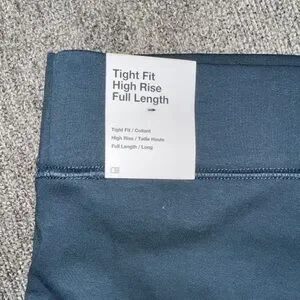 Tight Fit
High Rise
Full Length
Tight Fit / Collant
High Rise / Taille Haute
Full Length / Long